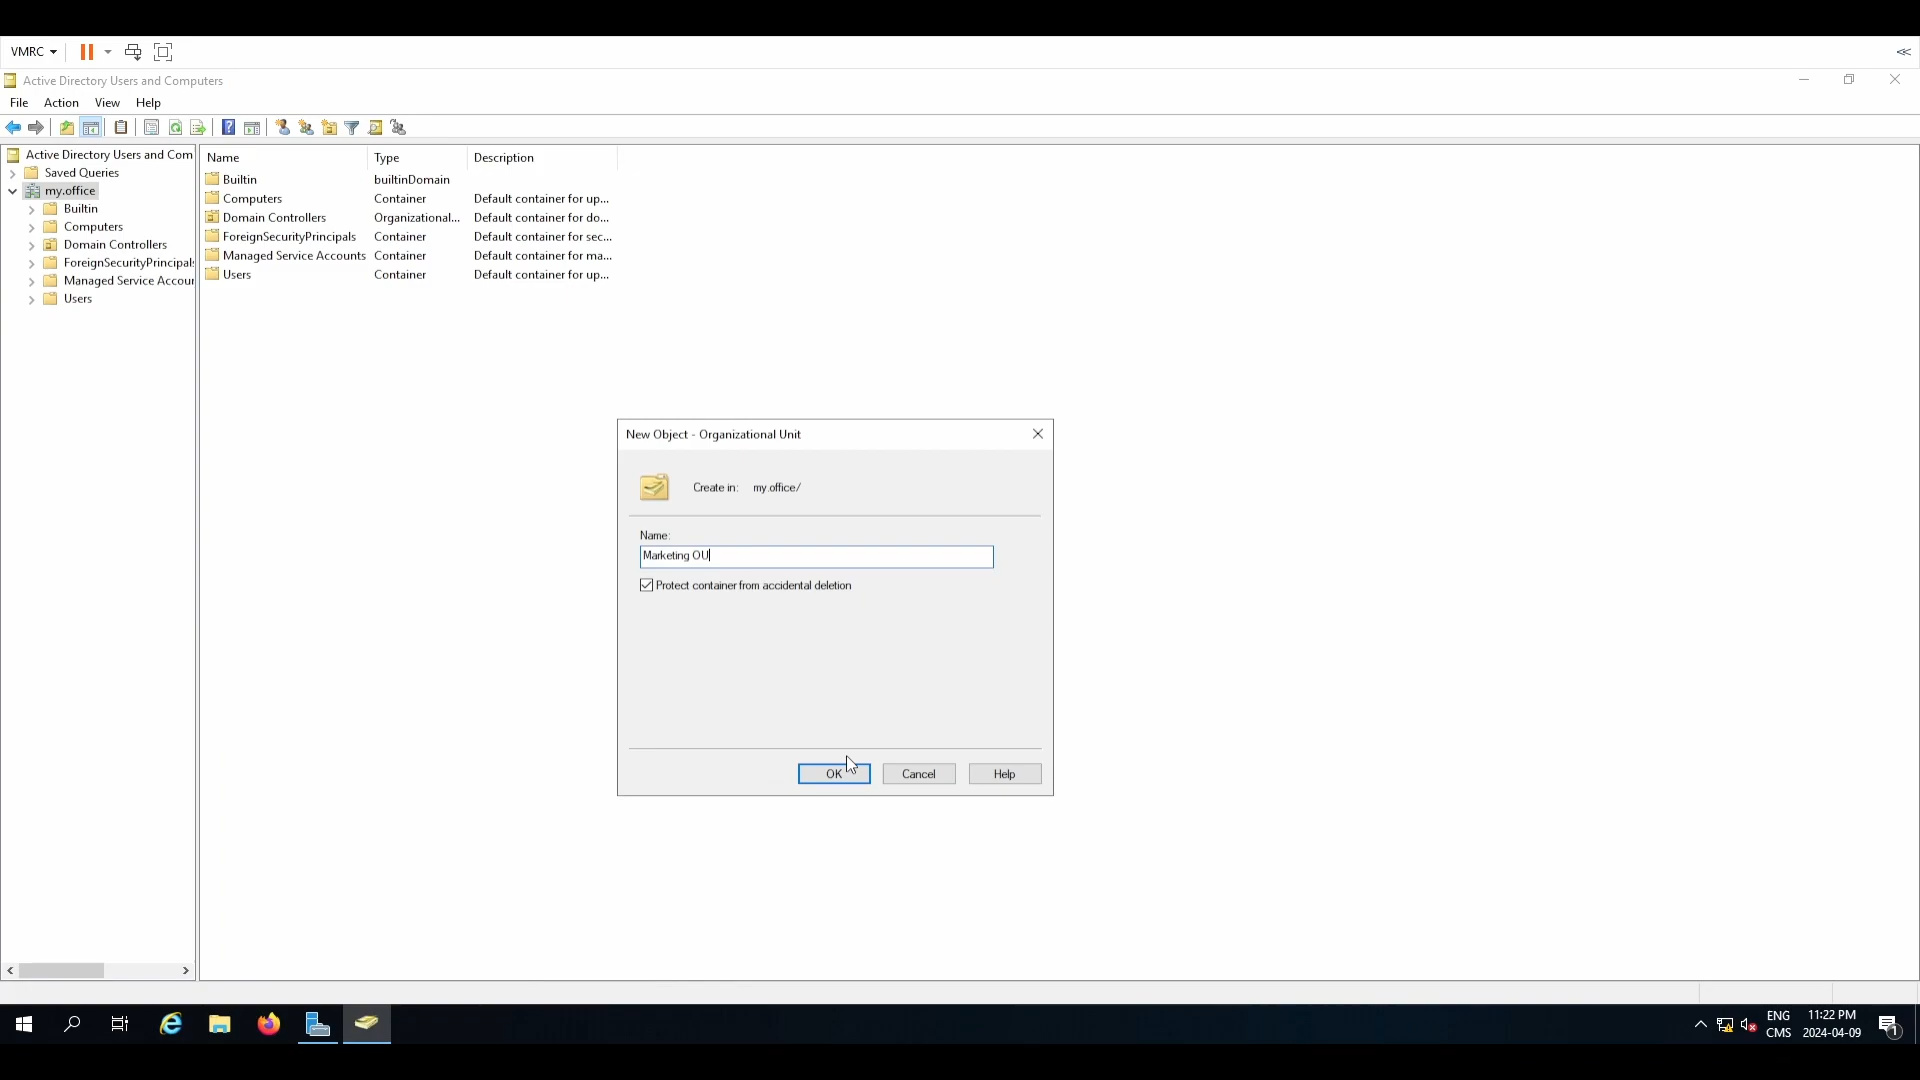 VMRC
Active Directory Users and Computers
File Action View Help
Active Directory Users and Com
Saved Queries
my.office
Builtin
Computers
Domain Controllers
ForeignSecurityPrincipals
Managed Service Accour
Users
Name Type Description
Builtin builtinDomain
Computers Container Default container for up...
Domain Controllers Organizational... Default container for do...
ForeignSecurityPrincipals Container Default container for sec...
Managed Service Accounts Container Default container for ma...
Users Container Default container for up...
New Object - Organizational Unit
Create in: my.office/
Name:
Marketing OU
Protect container from accidental deletion
OK Cancel Help
ENG 11:22 PM
CMS 2024-04-09
1